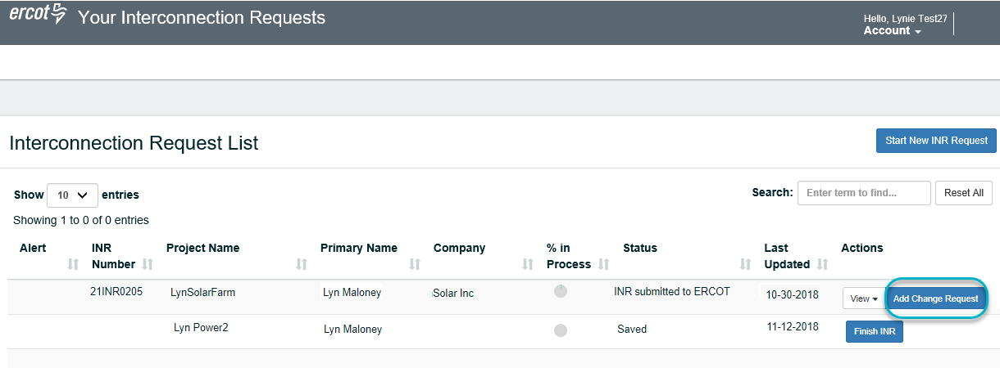 ercot Your Interconnection Requests
Hello, Lynie Test27
Account
Interconnection Request List
Start New INR Request
Show 10 entries
Search: Enter term to find... Reset All
Showing 1 to 0 of 0 entries
Alert INR Number Project Name Primary Name Company % in Process Status Last Updated Actions
21INR0205 LynSolarFarm Lyn Maloney Solar Inc INR submitted to ERCOT 10-30-2018 View Add Change Request
Lyn Power2 Lyn Maloney Saved 11-12-2018 Finish INR